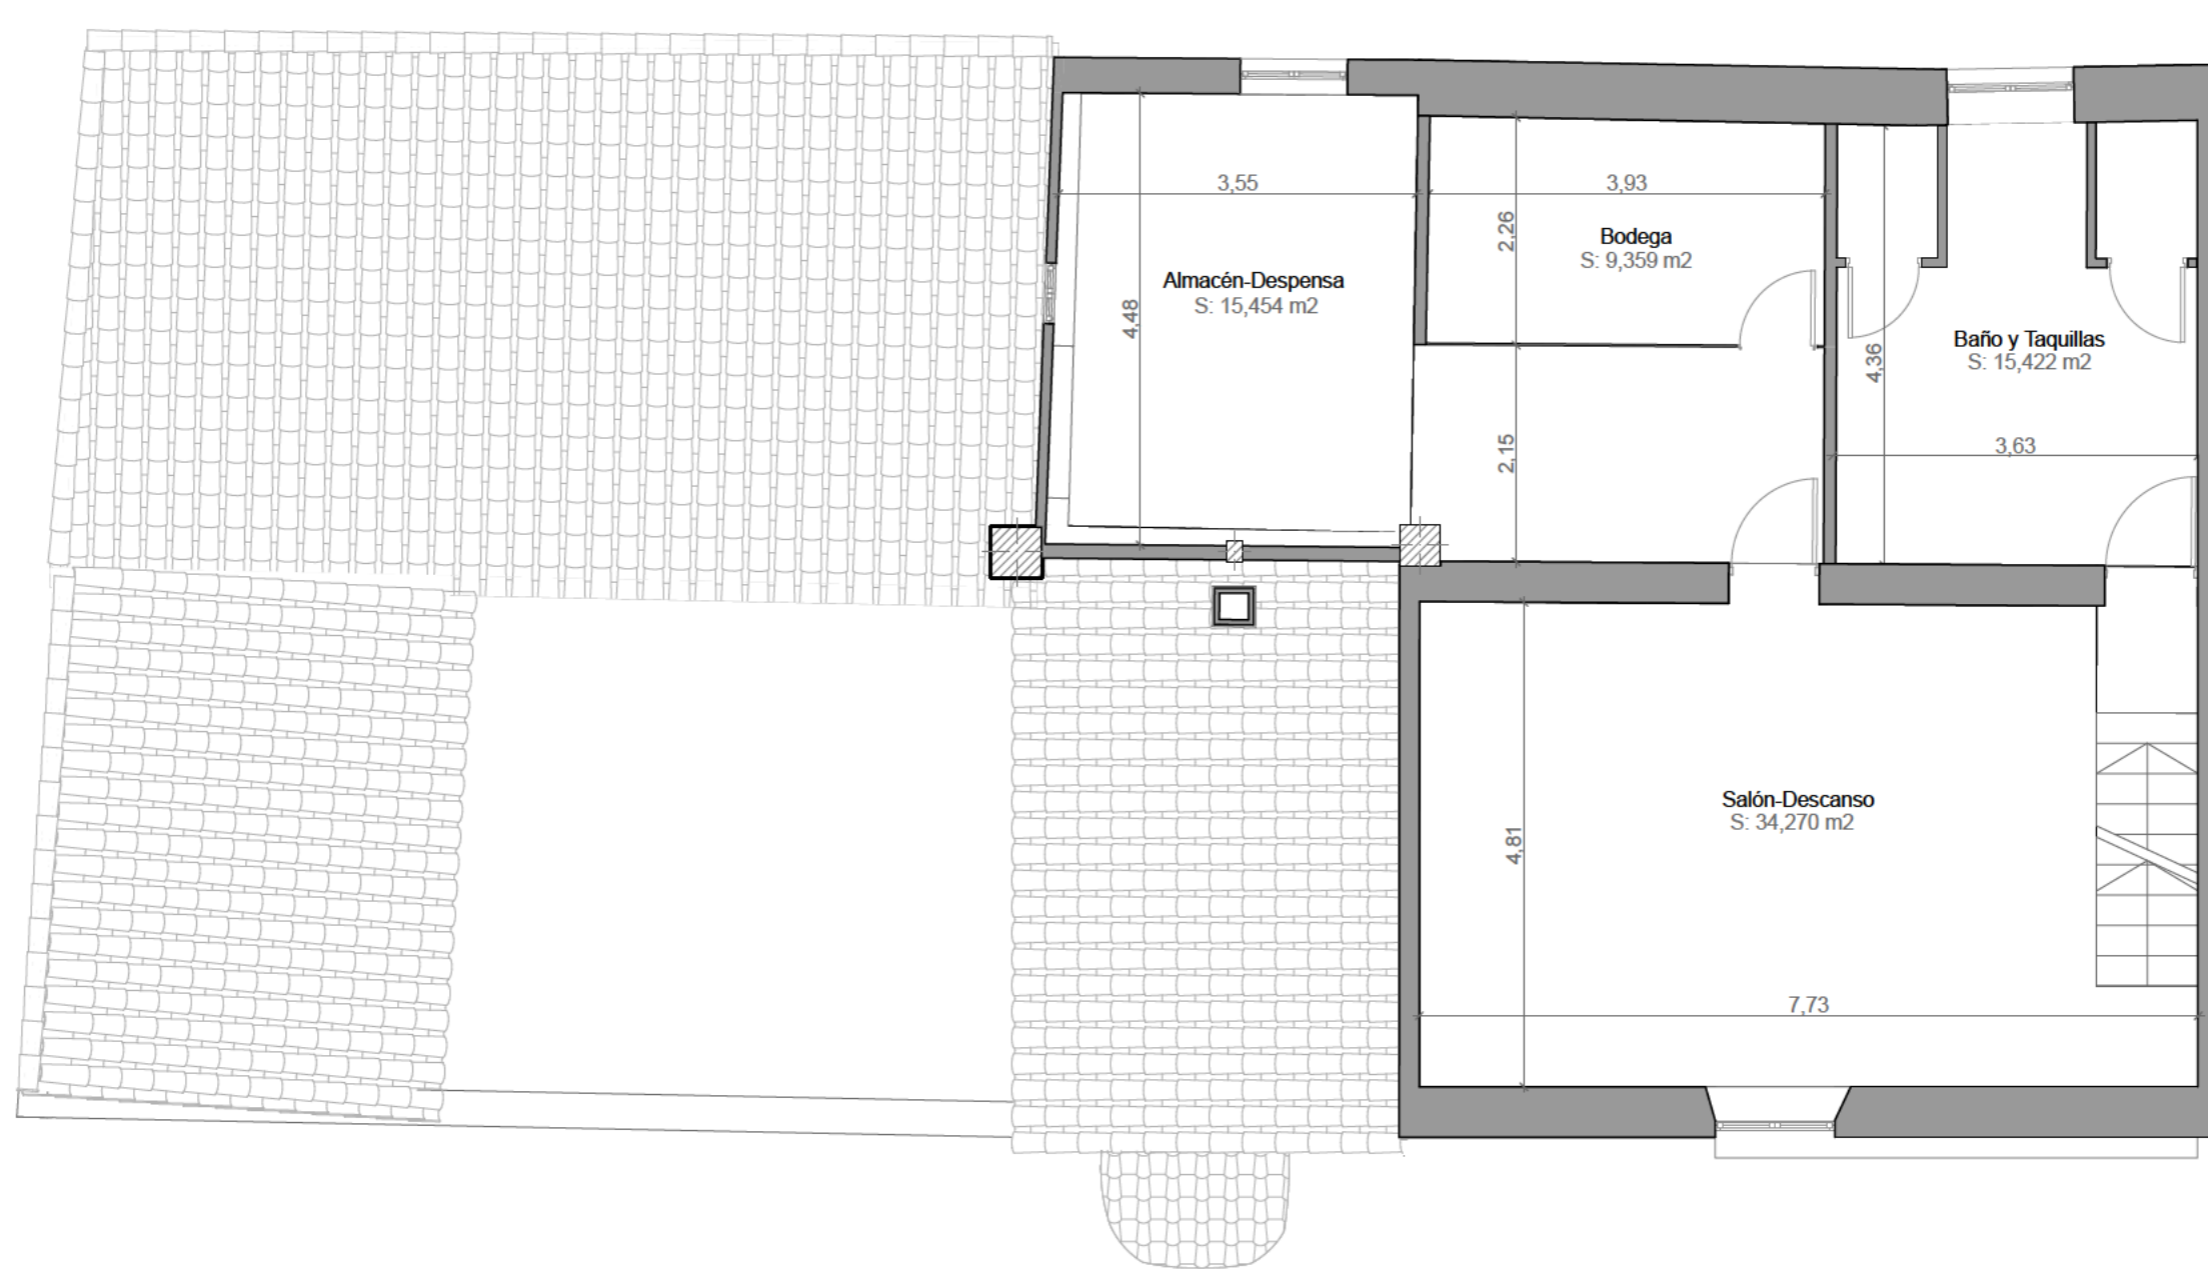 3,55
3,93
2,26
Bodega
S: 9,359 m2
Almacén-Despensa
S: 15,454 m2
4,48
Baño y Taquillas
S: 15,422 m2
4,36
2,15
3,63
Salón-Descanso
S: 34,270 m2
4,81
7,73